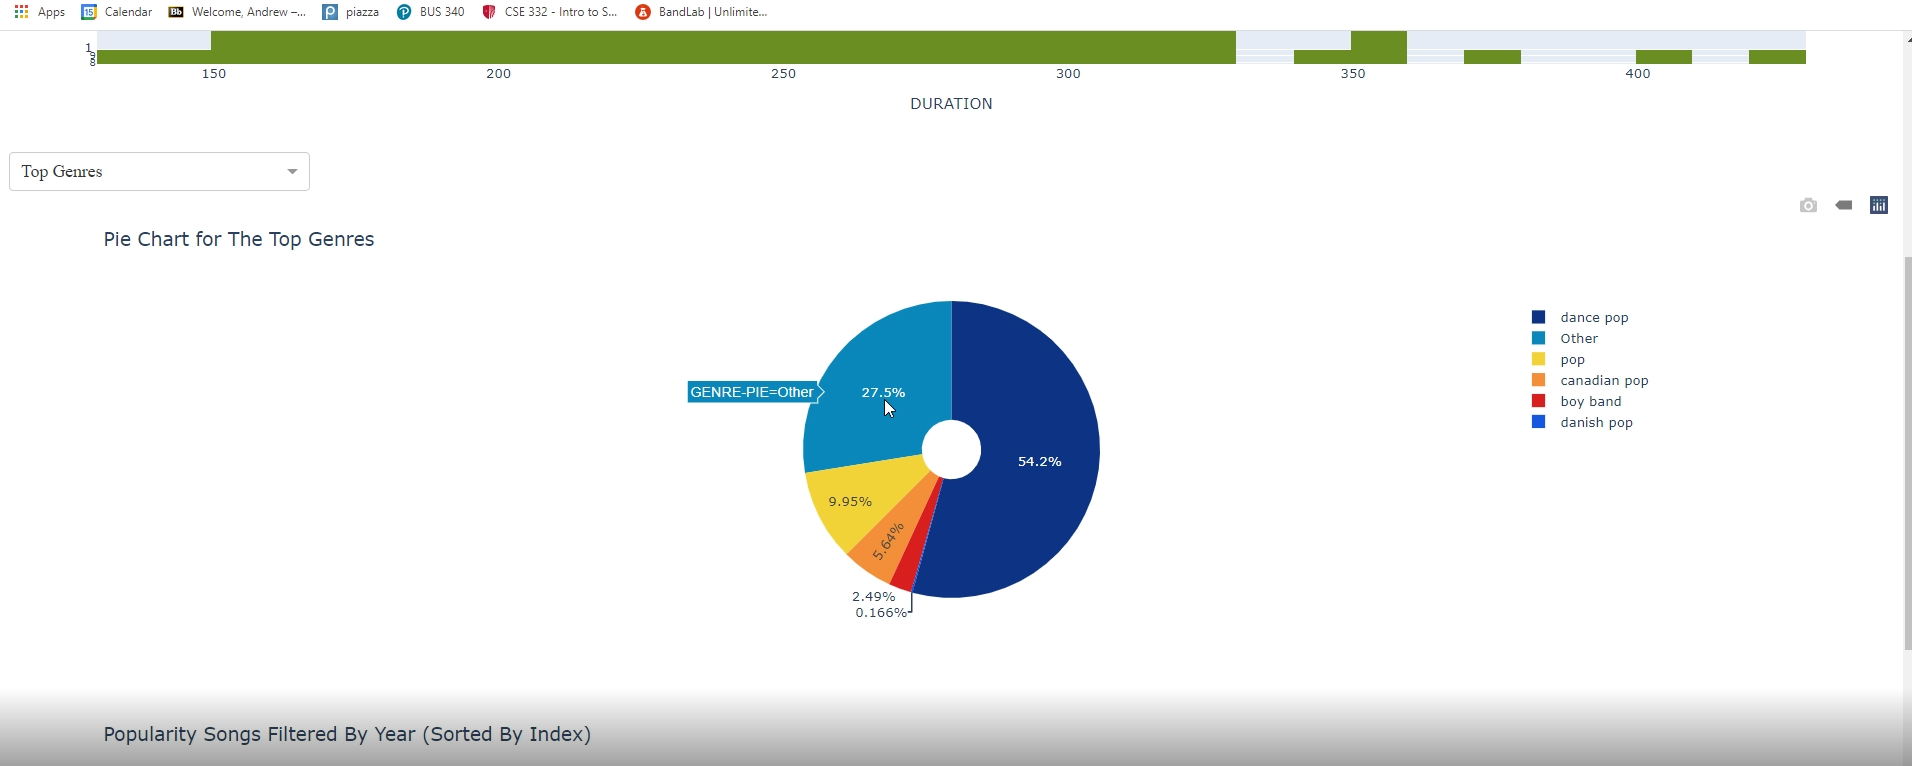 Apps Calendar Welcome, Andrew –... piazza BUS 340 CSE 332 - Intro to S... BandLab | Unlimite...
15 Bb
1
9
8
150 200 250 300 350 400
DURATION
Top Genres
Pie Chart for The Top Genres
dance pop
Other
pop
canadian pop
boy band
danish pop
GENRE-PIE=Other
27.5%
54.2%
9.95%
5.64%
2.49%
0.166%
Popularity Songs Filtered By Year (Sorted By Index)